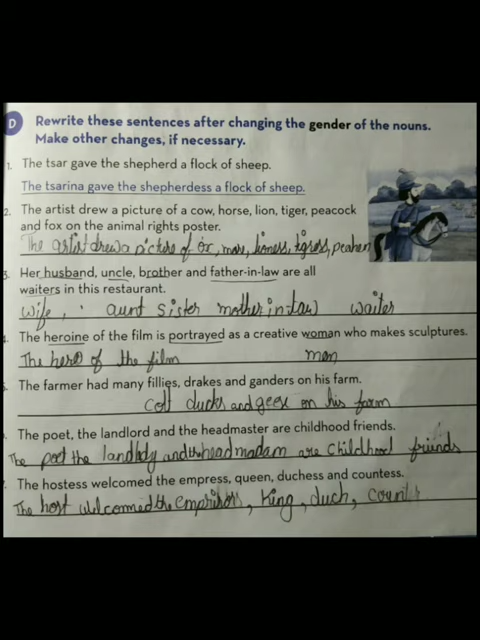 D Rewrite these sentences after changing the gender of the nouns.
Make other changes, if necessary.
1. The tsar gave the shepherd a flock of sheep.
The tsarina gave the shepherdess a flock of sheep.
2. The artist drew a picture of a cow, horse, lion, tiger, peacock
and fox on the animal rights poster.
The artist drew a picture of ox, mare, lioness, tigress, peahen
3. Her husband, uncle, brother and father-in-law are all
waiters in this restaurant.
wife, aunt sister mother in-law waiter
The heroine of the film is portrayed as a creative woman who makes sculptures.
The hero of the film man
The farmer had many fillies, drakes and ganders on his farm.
colt ducks and geese on his farm
The poet, the landlord and the headmaster are childhood friends.
The poet the landlady and the headmadam are childhood friends
The hostess welcomed the empress, queen, duchess and countess.
The host welcomed the , King, duch,